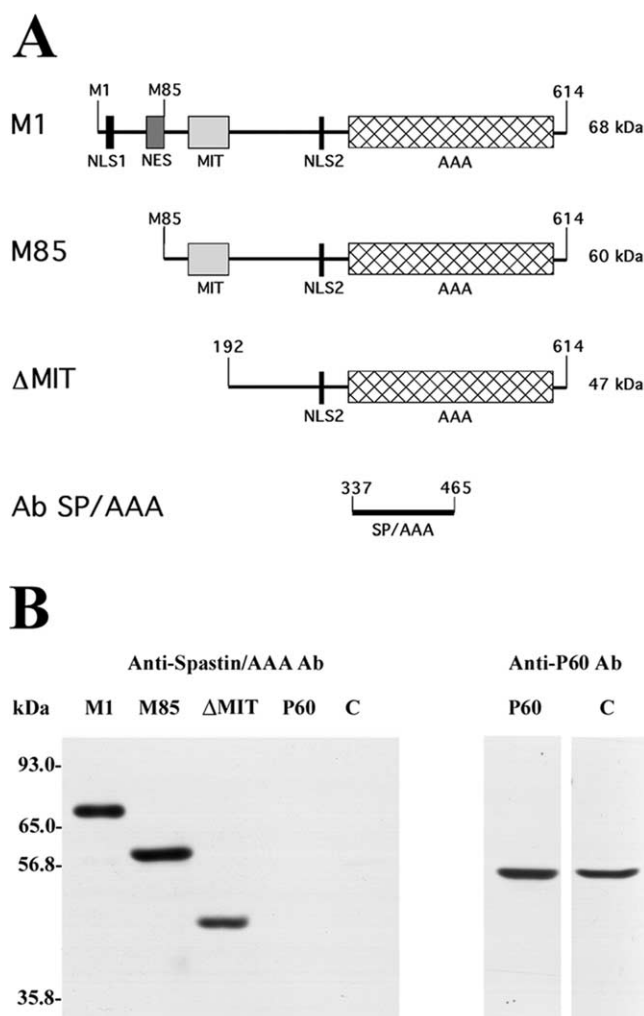 A
M1 M85 614
M1 68 kDa
NLS1 NES MIT NLS2 AAA
M85 614
M85 60 kDa
MIT NLS2 AAA
192 614
ΔMIT 47 kDa
NLS2 AAA
337 465
Ab SP/AAA
SP/AAA
B
Anti-Spastin/AAA Ab Anti-P60 Ab
kDa M1 M85 ΔMIT P60 C P60 C
93.0-
65.0-
56.8-
35.8-